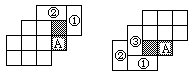 ②
①
A
③
② A
①